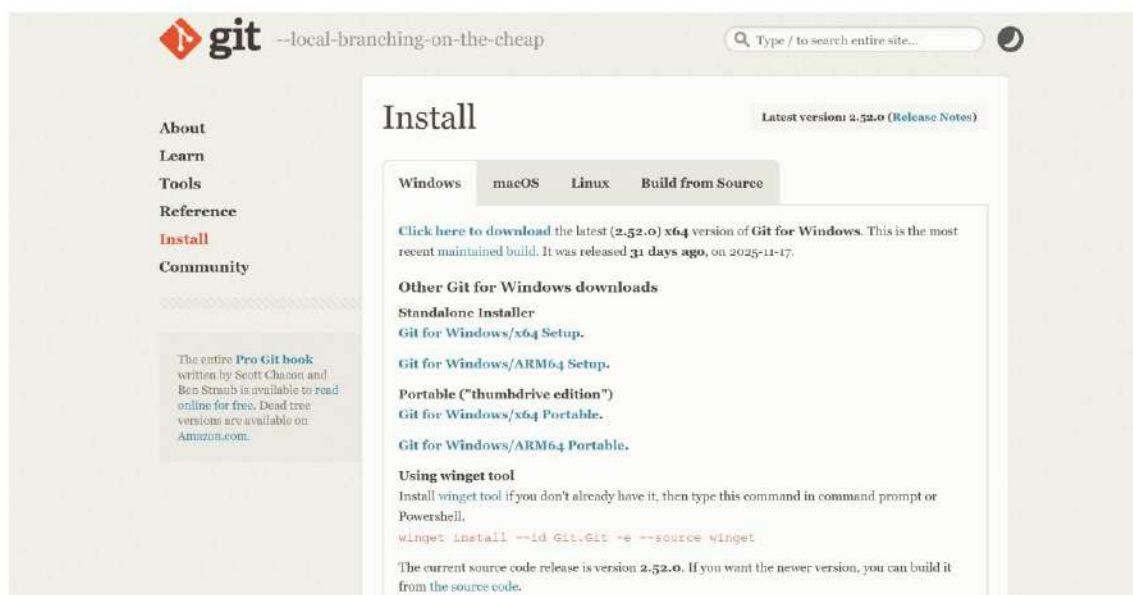 git --local-branching-on-the-cheap
Type / to search entire site...
About
Learn
Tools
Reference
Install
Community
The entire Pro Git book
written by Scott Chacon and
Ben Straub is available to read
online for free. Dead tree
versions are available on
Amazon.com.
Install
Latest version: 2.52.0 (Release Notes)
Windows macOS Linux Build from Source
Click here to download the latest (2.52.0) x64 version of Git for Windows. This is the most
recent maintained build. It was released 31 days ago, on 2025-11-17.
Other Git for Windows downloads
Standalone Installer
Git for Windows/x64 Setup.
Git for Windows/ARM64 Setup.
Portable ("thumbdrive edition")
Git for Windows/x64 Portable.
Git for Windows/ARM64 Portable.
Using winget tool
Install winget tool if you don't already have it, then type this command in command prompt or
Powershell.
winget install --id Git.Git -e --source winget
The current source code release is version 2.52.0. If you want the newer version, you can build it
from the source code.